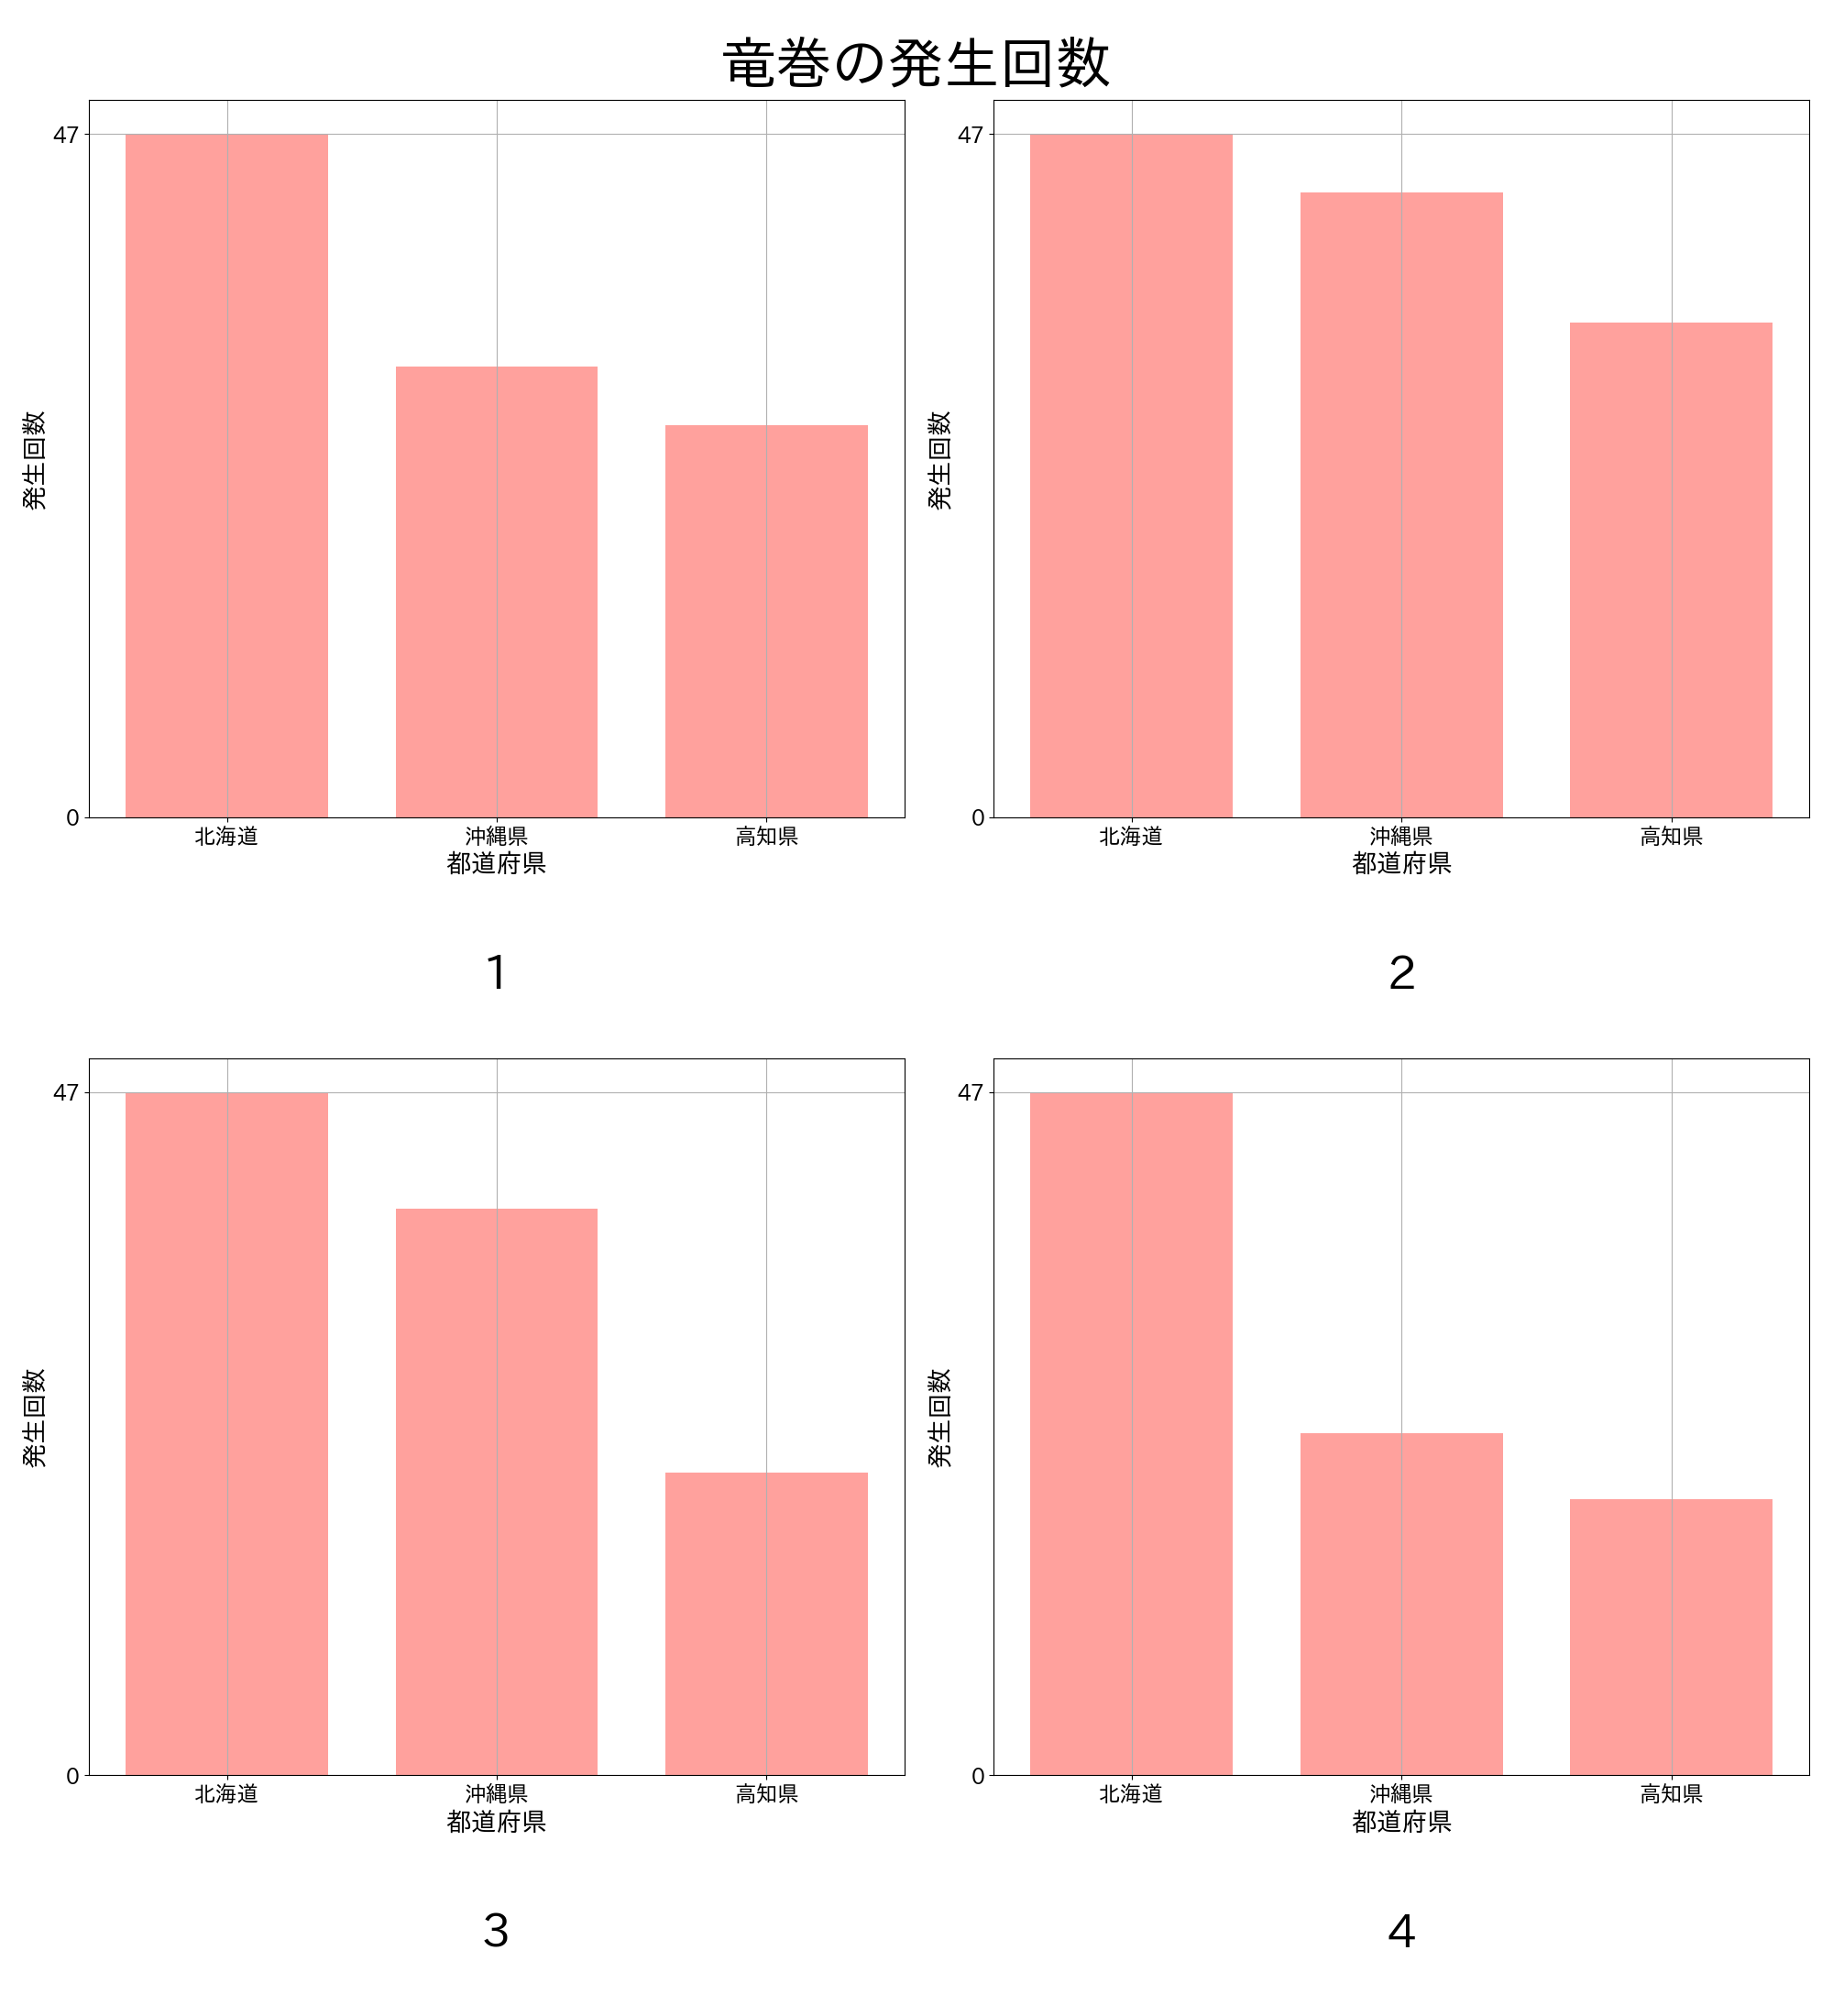 竜巻の発生回数
47
0
発生回数
北海道 沖縄県 高知県
都道府県
1
47
0
発生回数
北海道 沖縄県 高知県
都道府県
2
47
0
発生回数
北海道 沖縄県 高知県
都道府県
3
47
0
発生回数
北海道 沖縄県 高知県
都道府県
4